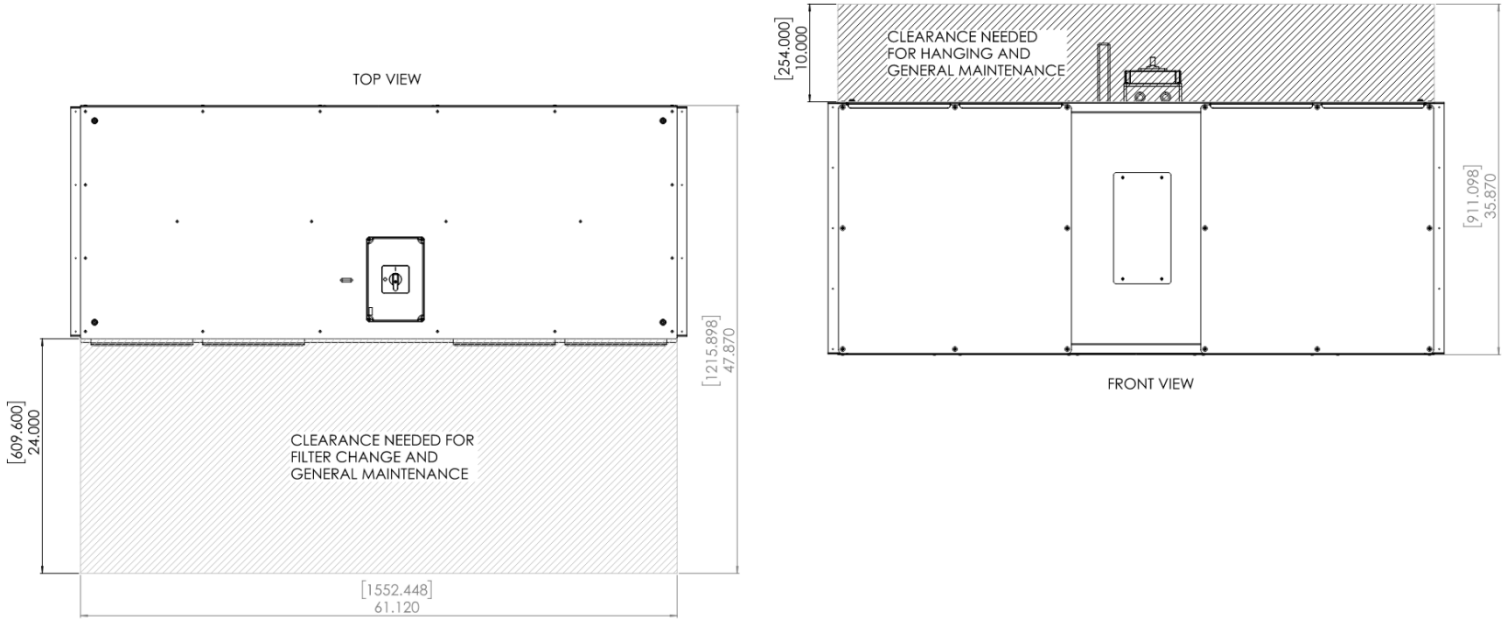 TOP VIEW
[609.600]
24.000
[1215.898]
47.870
CLEARANCE NEEDED FOR
FILTER CHANGE AND
GENERAL MAINTENANCE
[1552.448]
61.120
[254.000]
10.000
CLEARANCE NEEDED
FOR HANGING AND
GENERAL MAINTENANCE
[911.098]
35.870
FRONT VIEW